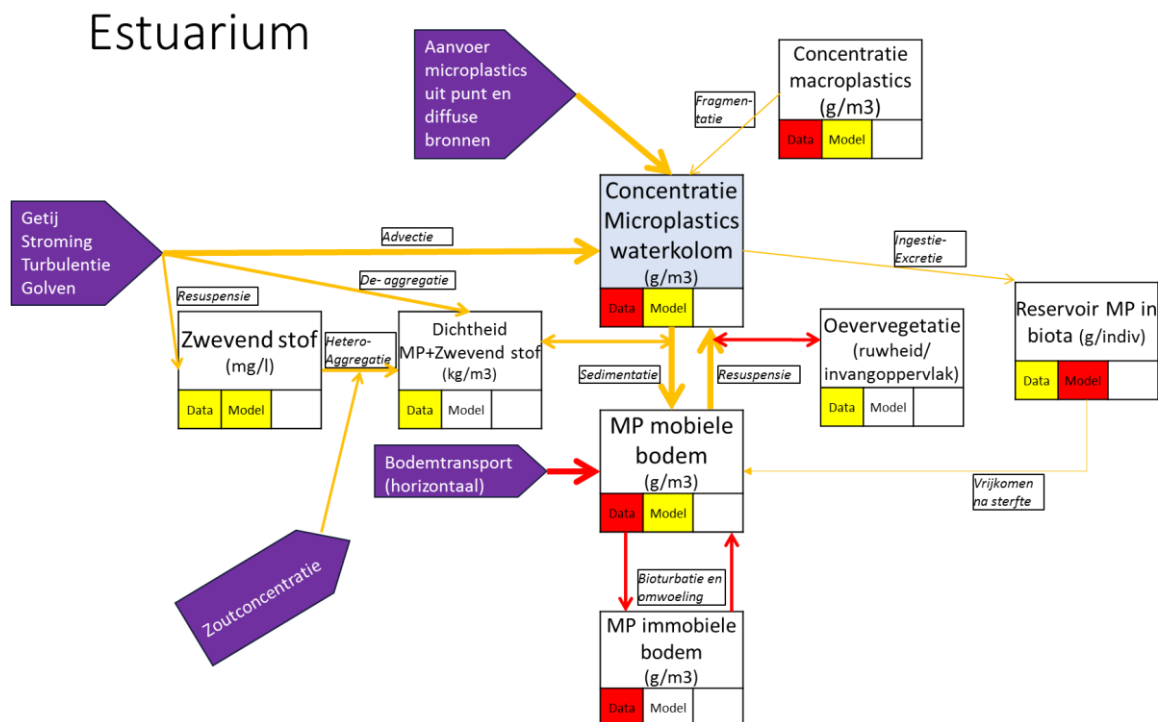 Estuarium
Aanvoer
microplastics
uit punt en
diffuse
bronnen
Concentratie
macroplastics
(g/m3)
Data Model
Fragmen-
tatie
Concentratie
Microplastics
waterkolom
(g/m3)
Data Model
Getij
Stroming
Turbulentie
Golven
Advectie
De- aggregatie
Resuspensie
Ingestie-
Excretie
Zwevend stof
(mg/l)
Data Model
Hetero-
Aggregatie
Dichtheid
MP+Zwevend stof
(kg/m3)
Data Model
Sedimentatie
Resuspensie
Oevervegetatie
(ruwheid/
invangoppervlak)
Data Model
Reservoir MP in
biota (g/indiv)
Data Model
Bodemtransport
(horizontaal)
MP mobiele
bodem
(g/m3)
Data Model
Vrijkomen
na sterfte
Zoutconcentratie
Bioturbatie en
omwoeling
MP immobiele
bodem
(g/m3)
Data Model